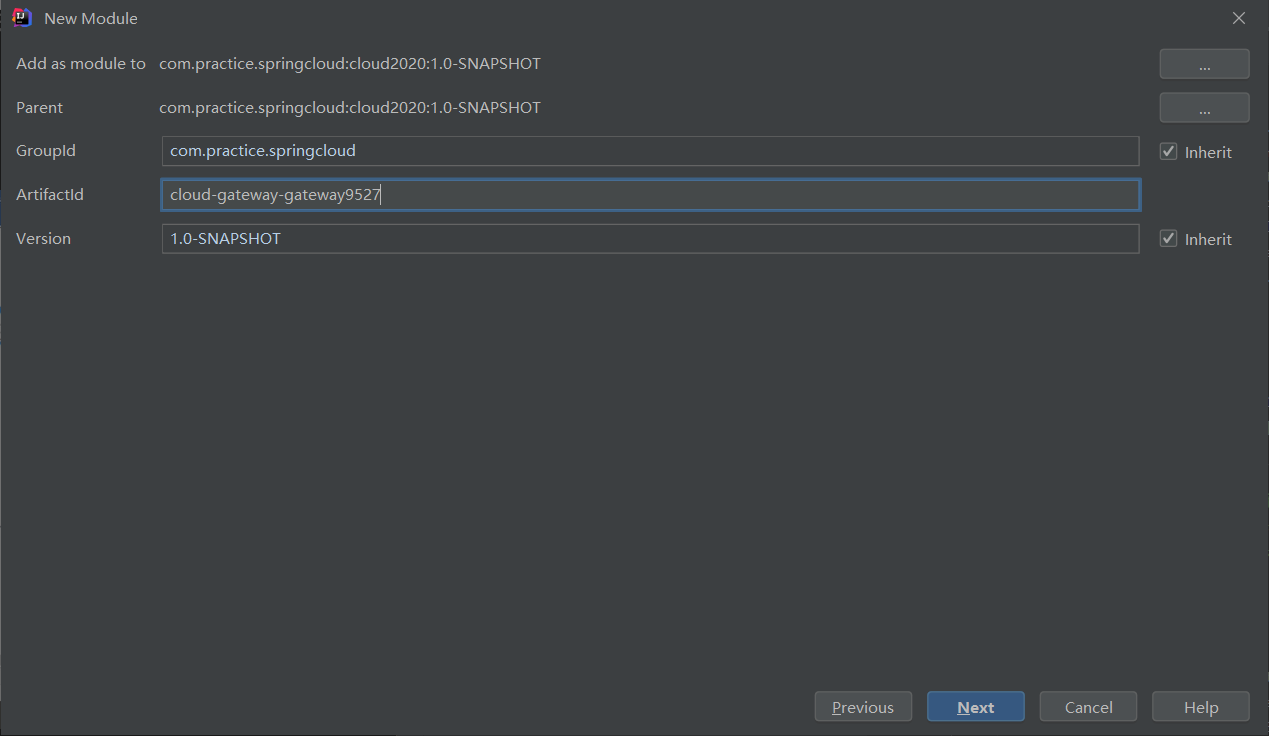 New Module
Add as module to com.practice.springcloud:cloud2020:1.0-SNAPSHOT ...
Parent com.practice.springcloud:cloud2020:1.0-SNAPSHOT ...
GroupId com.practice.springcloud Inherit
ArtifactId cloud-gateway-gateway9527
Version 1.0-SNAPSHOT Inherit
Previous Next Cancel Help